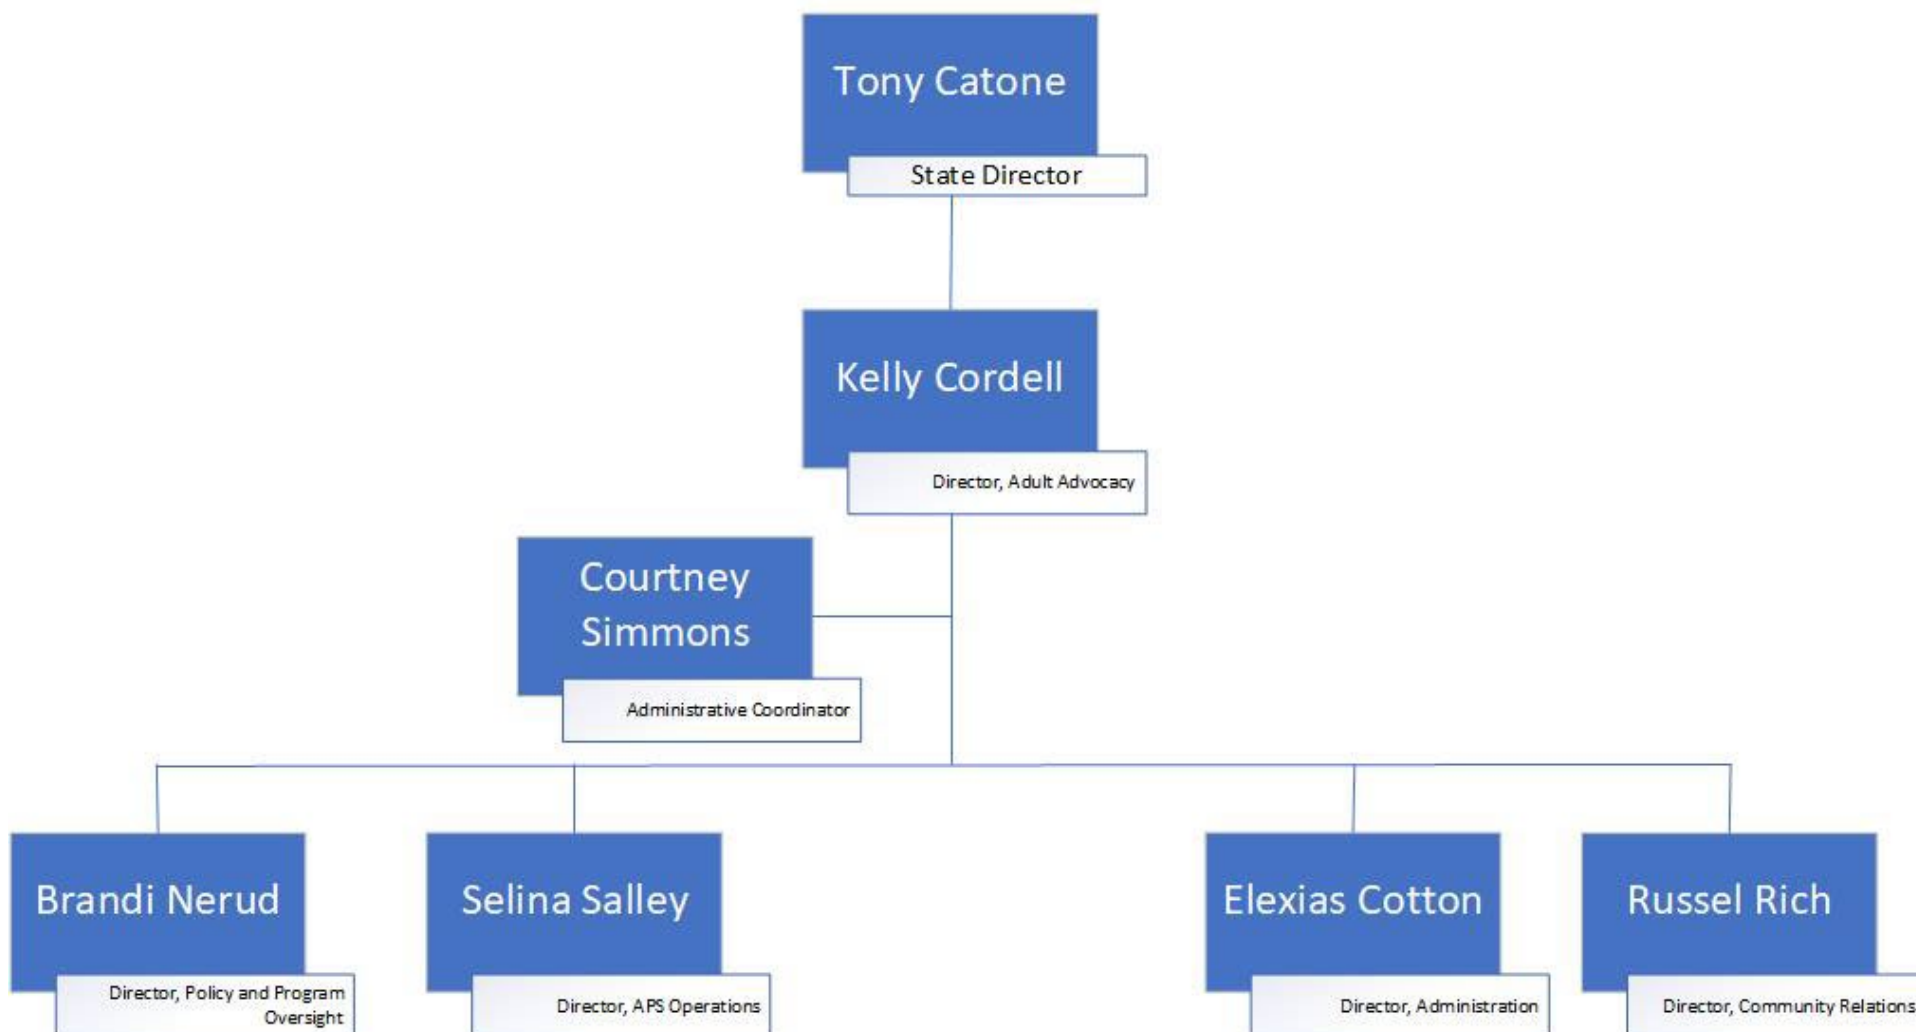 Tony Catone
State Director
Kelly Cordell
Director, Adult Advocacy
Courtney
Simmons
Administrative Coordinator
Brandi Nerud
Director, Policy and Program
Oversight
Selina Salley
Director, APS Operations
Elexias Cotton
Director, Administration
Russel Rich
Director, Community Relations